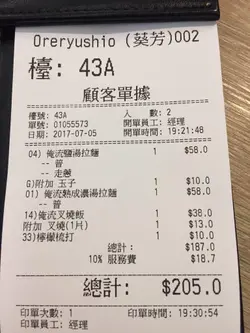 Oreryushio (葵芳)002
檯: 43A
顧客單據
檯號: 43A 人 數: 2
單號: 01055573 開單員工: 經理
日期: 2017-07-05 開單時間: 19:21:48
04) 俺流鹽湯拉麵 1 $58.0
-- 普
-- 走蔥
G)附加 玉子 1 $10.0
01) 俺流熟成濃湯拉麵 1 $58.0
-- 普
14)俺流叉燒飯 1 $38.0
附加 叉燒(1片) 1 $13.0
33)檸檬梳打 1 $10.0
總計: $187.0
10% 服務費 $18.7
總計: $205.0
印單次數: 1 印單時間: 19:30:54
印單員工: 經理